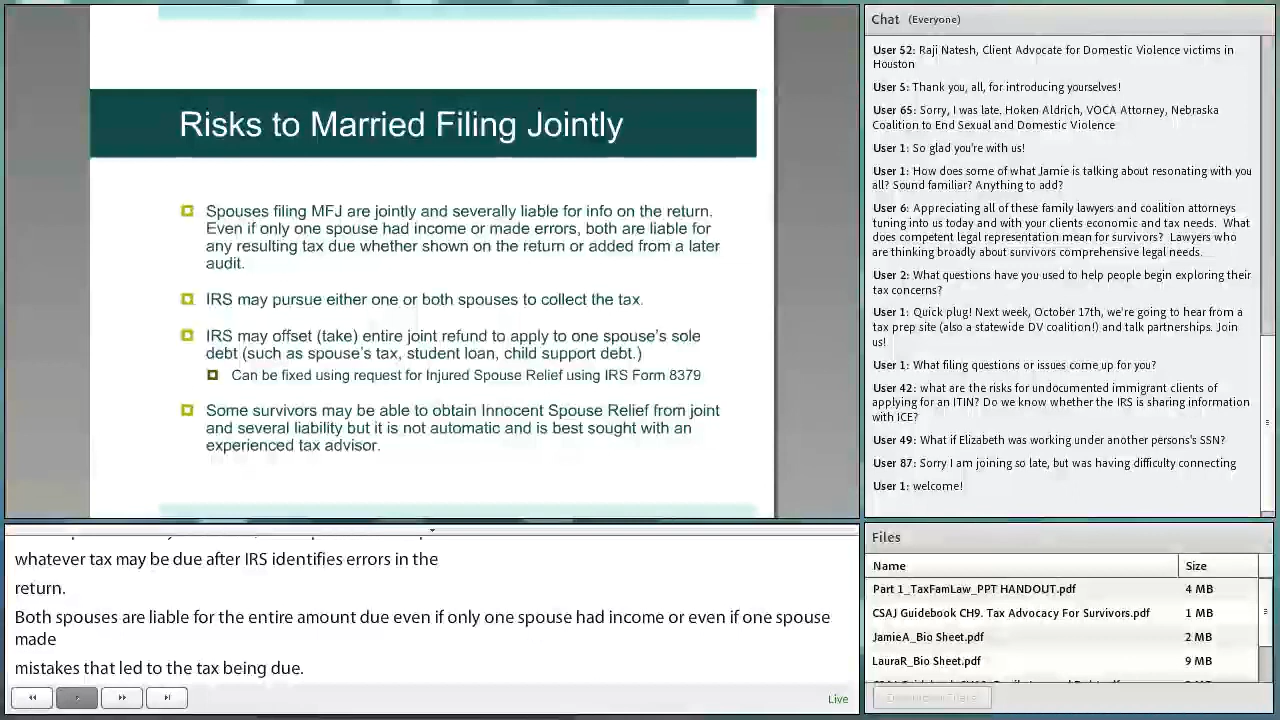 Risks to Married Filing Jointly
Spouses filing MFJ are jointly and severally liable for info on the return.
Even if only one spouse had income or made errors, both are liable for
any resulting tax due whether shown on the return or added from a later
audit.
IRS may pursue either one or both spouses to collect the tax.
IRS may offset (take) entire joint refund to apply to one spouse's sole
debt (such as spouse's tax, student loan, child support debt.)
Can be fixed using request for Injured Spouse Relief using IRS Form 8379
Some survivors may be able to obtain Innocent Spouse Relief from joint
and several liability but it is not automatic and is best sought with an
experienced tax advisor.
whatever tax may be due after IRS identifies errors in the
return.
Both spouses are liable for the entire amount due even if only one spouse had income or even if one spouse
made
mistakes that led to the tax being due.
Live
Chat (Everyone)
User 52: Raji Natesh, Client Advocate for Domestic Violence victims in
Houston
User 5: Thank you, all, for introducing yourselves!
User 65: Sorry, I was late. Hoken Aldrich, VOCA Attorney, Nebraska
Coalition to End Sexual and Domestic Violence
User 1: So glad you're with us!
User 1: How does some of what Jamie is talking about resonating with you
all? Sound familiar? Anything to add?
User 6: Appreciating all of these family lawyers and coalition attorneys
tuning into us today and with your clients economic and tax needs. What
does competent legal representation mean for survivors? Lawyers who
are thinking broadly about survivors comprehensive legal needs.
User 2: What questions have you used to help people begin exploring their
tax concerns?
User 1: Quick plug! Next week, October 17th, we're going to hear from a
tax prep site (also a statewide DV coalition!) and talk partnerships. Join
us!
User 1: What filing questions or issues come up for you?
User 42: what are the risks for undocumented immigrant clients of
applying for an ITIN? Do we know whether the IRS is sharing information
with ICE?
User 49: What if Elizabeth was working under another persons's SSN?
User 87: Sorry I am joining so late, but was having difficulty connecting
User 1: welcome!
Files
Name Size
Part 1_TaxFamLaw_PPT HANDOUT.pdf 4 MB
CSAJ Guidebook CH9. Tax Advocacy For Survivors.pdf 1 MB
JamieA_Bio Sheet.pdf 2 MB
LauraR_Bio Sheet.pdf 9 MB